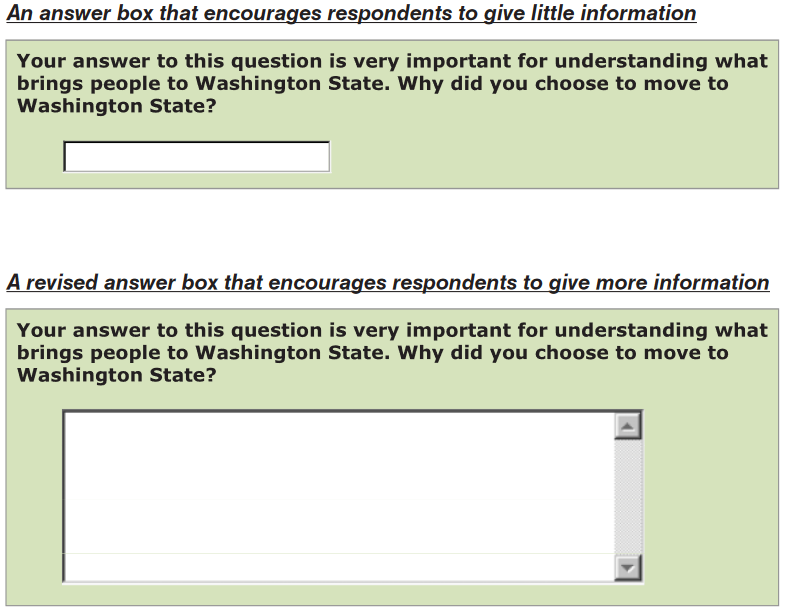 An answer box that encourages respondents to give little information
Your answer to this question is very important for understanding what
brings people to Washington State. Why did you choose to move to
Washington State?
A revised answer box that encourages respondents to give more information
Your answer to this question is very important for understanding what
brings people to Washington State. Why did you choose to move to
Washington State?